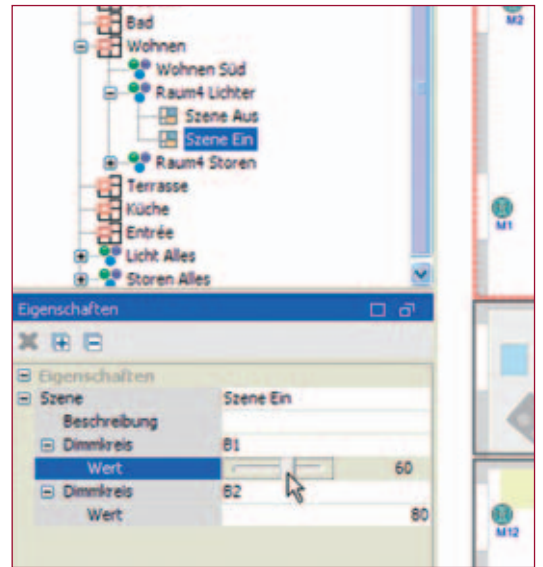 Bad
Wohnen
Wohnen Süd
Raum4 Lichter
Szene Aus
Szene Ein
Raum4 Storen
Terrasse
Küche
Entrée
Licht Alles
Storen Alles
M2
M1
Eigenschaften
Eigenschaften
Szene Szene Ein
Beschreibung
Dimmkreis B1
Wert 60
Dimmkreis B2
Wert 80
M12